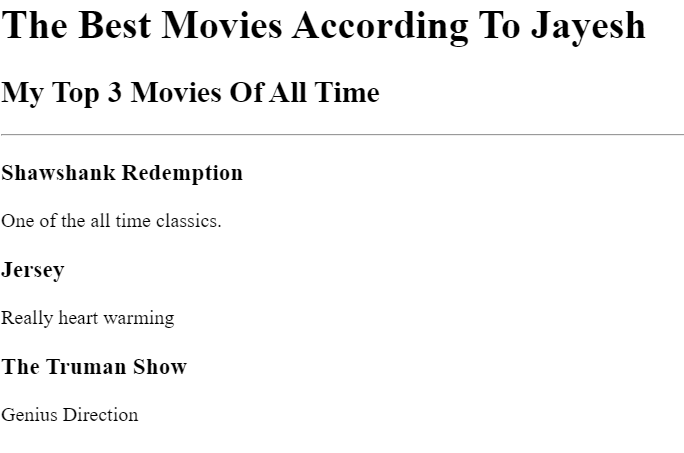 The Best Movies According To Jayesh
My Top 3 Movies Of All Time
Shawshank Redemption
One of the all time classics.
Jersey
Really heart warming
The Truman Show
Genius Direction